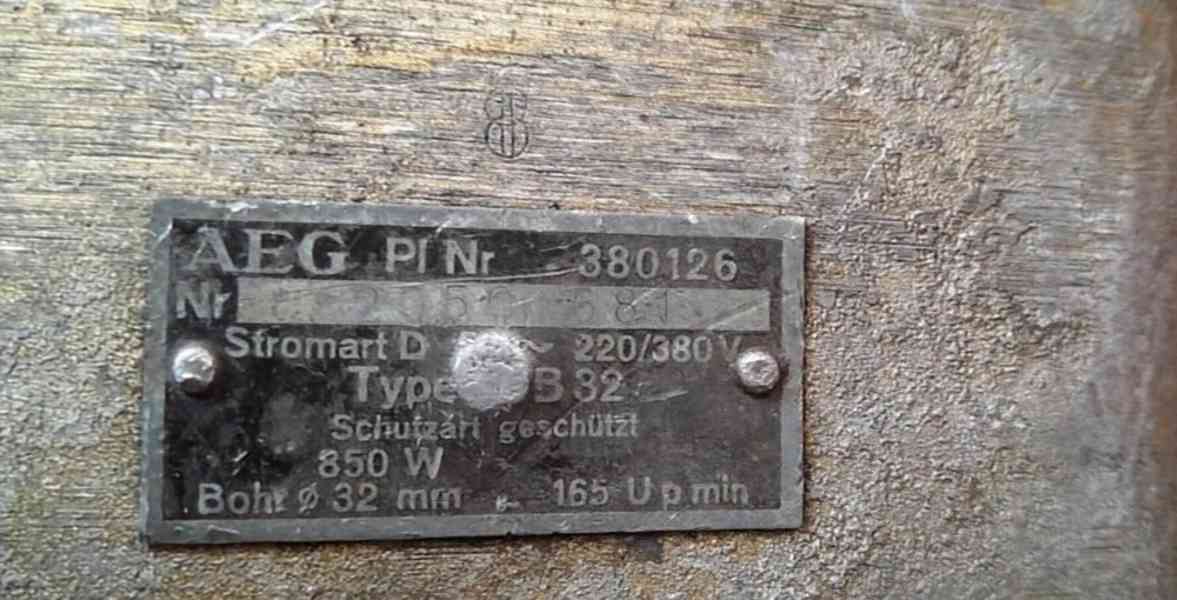 AEG Pl Nr 380126
Nr
Stromart D ~ 220/380 V
Type B 32
Schutzart geschützt
850 W
Bohr ø 32 mm 165 U p min